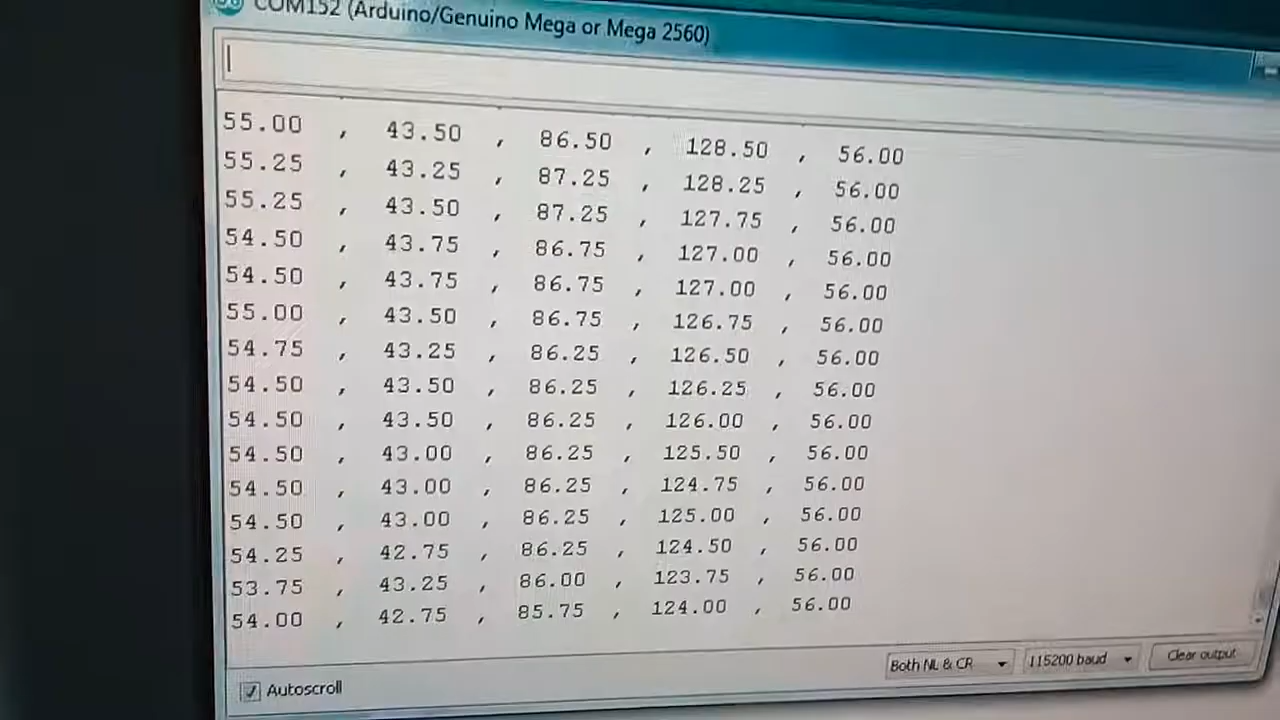 COM152 (Arduino/Genuino Mega or Mega 2560)
55.00 , 43.50 , 86.50 , 128.50 , 56.00
55.25 , 43.25 , 87.25 , 128.25 , 56.00
55.25 , 43.50 , 87.25 , 127.75 , 56.00
54.50 , 43.75 , 86.75 , 127.00 , 56.00
54.50 , 43.75 , 86.75 , 127.00 , 56.00
55.00 , 43.50 , 86.75 , 126.75 , 56.00
54.75 , 43.25 , 86.25 , 126.50 , 56.00
54.50 , 43.50 , 86.25 , 126.25 , 56.00
54.50 , 43.50 , 86.25 , 126.00 , 56.00
54.50 , 43.00 , 86.25 , 125.50 , 56.00
54.50 , 43.00 , 86.25 , 124.75 , 56.00
54.50 , 43.00 , 86.25 , 125.00 , 56.00
54.25 , 42.75 , 86.25 , 124.50 , 56.00
53.75 , 43.25 , 86.00 , 123.75 , 56.00
54.00 , 42.75 , 85.75 , 124.00 , 56.00
Autoscroll Both NL & CR 115200 baud Clear output